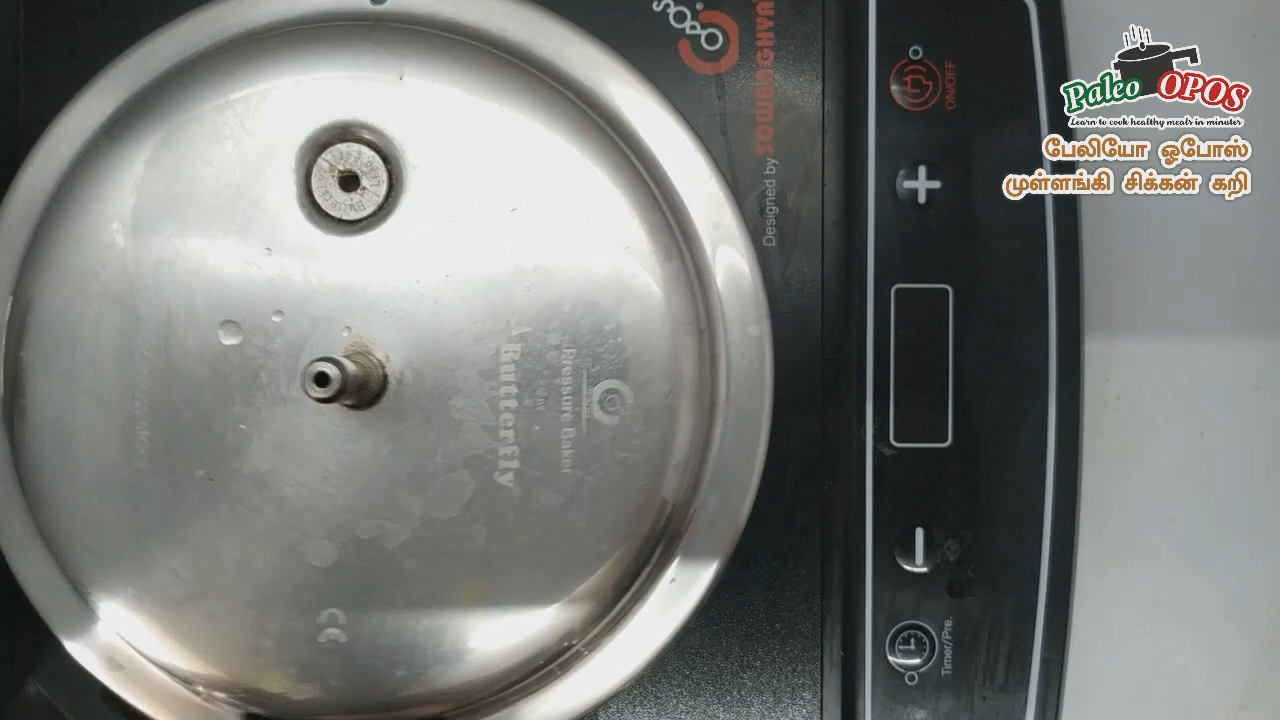 Paleo OPOS
Learn to cook healthy meals in minutes
பேலியோ ஓபோஸ்
முள்ளங்கி சிக்கன் கறி
OPOS
Designed by SOWBAGHYA
ON/OFF
Timer/Pre.
Pressure Baker
Butterfly
CE